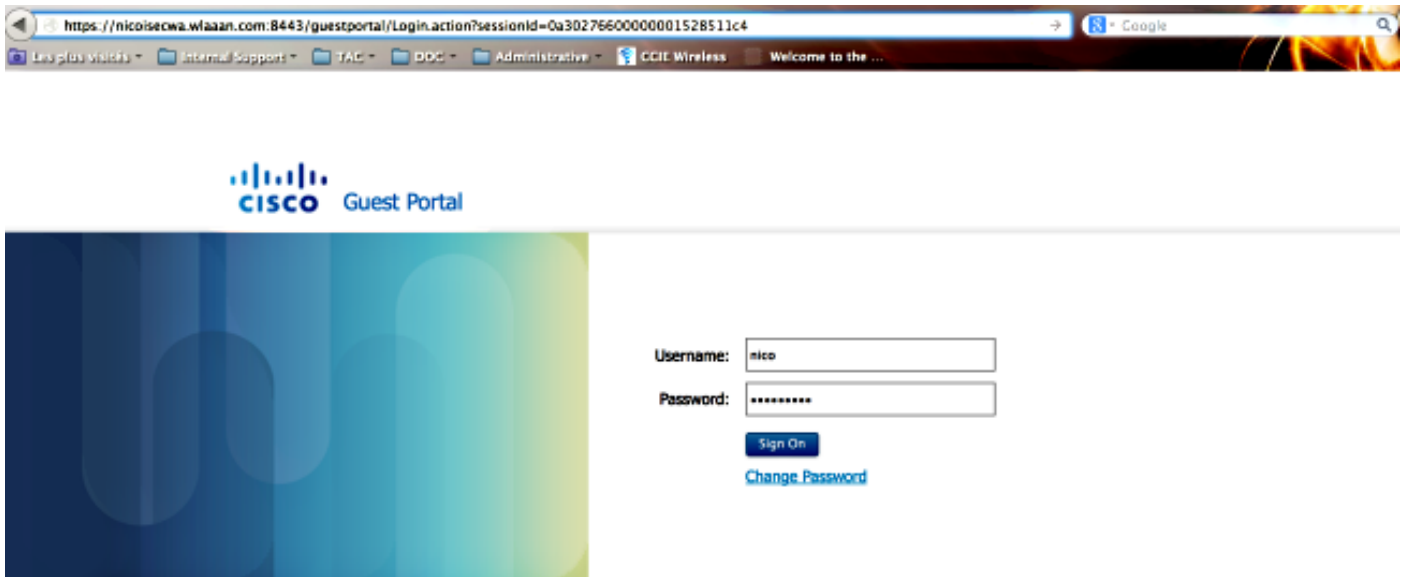 https://nicoisecwa.wlaaan.com:8443/guestportal/Login.action?sessionId=0a30276600000001528511c4
Google
Les plus visités
Internal Support
TAC
DOC
Administrative
CCIE Wireless
Welcome to the ...
CISCO
Guest Portal
Username:
nico
Password:
•••••••••
Sign On
Change Password